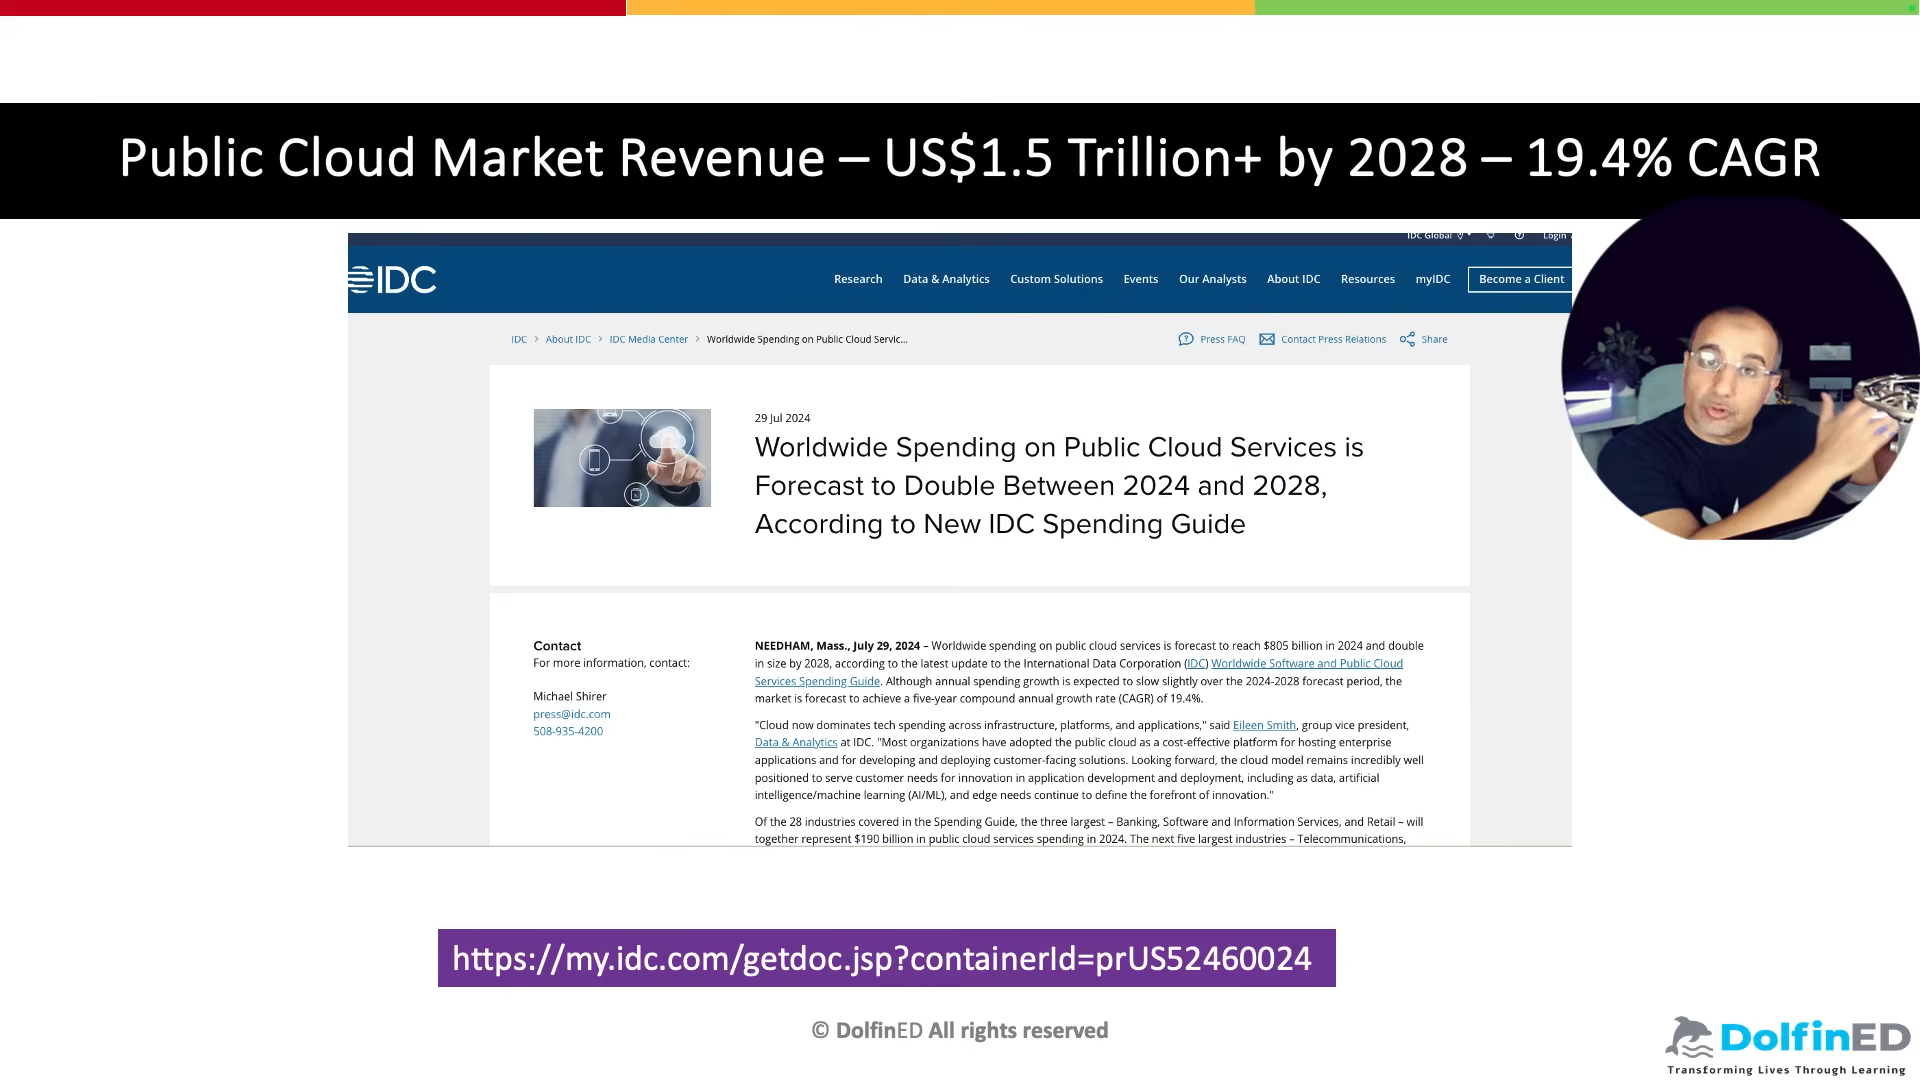 Public Cloud Market Revenue – US$1.5 Trillion+ by 2028 – 19.4% CAGR
IDC Global Login
IDC Research Data & Analytics Custom Solutions Events Our Analysts About IDC Resources myIDC Become a Client
IDC > About IDC > IDC Media Center > Worldwide Spending on Public Cloud Servic... Press FAQ Contact Press Relations Share
29 Jul 2024
Worldwide Spending on Public Cloud Services is
Forecast to Double Between 2024 and 2028,
According to New IDC Spending Guide
Contact
For more information, contact:
Michael Shirer
press@idc.com
508-935-4200
NEEDHAM, Mass., July 29, 2024 – Worldwide spending on public cloud services is forecast to reach $805 billion in 2024 and double
in size by 2028, according to the latest update to the International Data Corporation (IDC) Worldwide Software and Public Cloud
Services Spending Guide. Although annual spending growth is expected to slow slightly over the 2024-2028 forecast period, the
market is forecast to achieve a five-year compound annual growth rate (CAGR) of 19.4%.
"Cloud now dominates tech spending across infrastructure, platforms, and applications," said Eileen Smith, group vice president,
Data & Analytics at IDC. "Most organizations have adopted the public cloud as a cost-effective platform for hosting enterprise
applications and for developing and deploying customer-facing solutions. Looking forward, the cloud model remains incredibly well
positioned to serve customer needs for innovation in application development and deployment, including as data, artificial
intelligence/machine learning (AI/ML), and edge needs continue to define the forefront of innovation."
Of the 28 industries covered in the Spending Guide, the three largest – Banking, Software and Information Services, and Retail – will
together represent $190 billion in public cloud services spending in 2024. The next five largest industries – Telecommunications,
https://my.idc.com/getdoc.jsp?containerId=prUS52460024
© DolfinED All rights reserved
DolfinED
Transforming Lives Through Learning